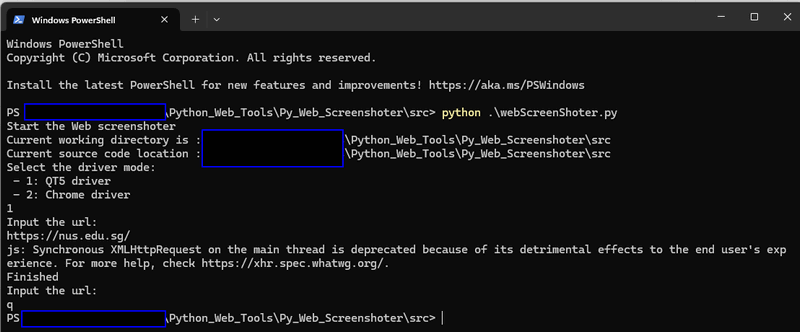 Windows PowerShell
Windows PowerShell
Copyright (C) Microsoft Corporation. All rights reserved.
Install the latest PowerShell for new features and improvements! https://aka.ms/PSWindows
PS \Python_Web_Tools\Py_Web_Screenshoter\src> python .\webScreenShoter.py
Start the Web screenshoter
Current working directory is : \Python_Web_Tools\Py_Web_Screenshoter\src
Current source code location : \Python_Web_Tools\Py_Web_Screenshoter\src
Select the driver mode:
- 1: QT5 driver
- 2: Chrome driver
1
Input the url:
https://nus.edu.sg/
js: Synchronous XMLHttpRequest on the main thread is deprecated because of its detrimental effects to the end user's exp
erience. For more help, check https://xhr.spec.whatwg.org/.
Finished
Input the url:
q
PS \Python_Web_Tools\Py_Web_Screenshoter\src>